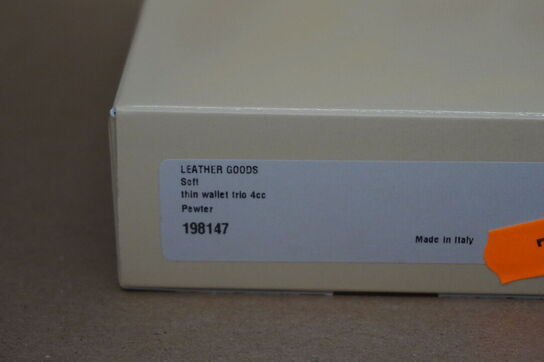 LEATHER GOODS
Soft
thin wallet trio 4cc
Pewter
198147
Made in Italy